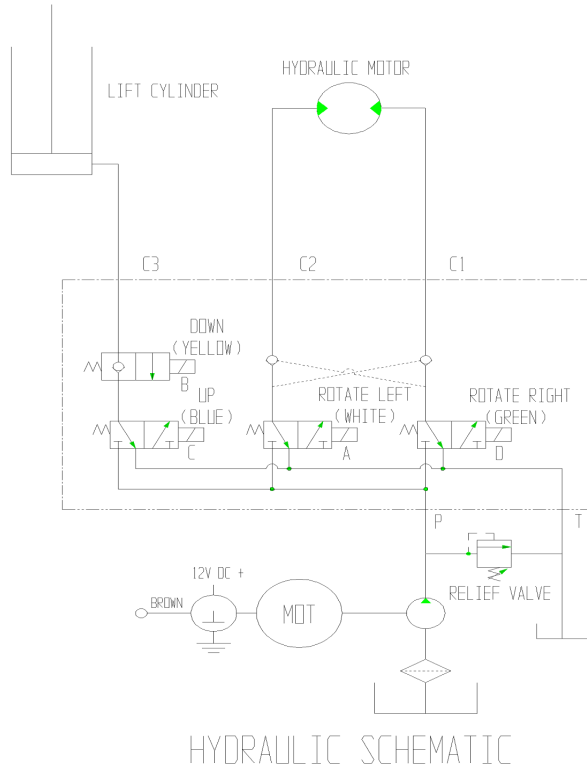 HYDRAULIC MOTOR
LIFT CYLINDER
C3
C2
C1
DOWN
(YELLOW)
B
UP
(BLUE)
C
ROTATE LEFT
(WHITE)
A
ROTATE RIGHT
(GREEN)
D
P
T
RELIEF VALVE
12V DC +
BROWN
MOT
HYDRAULIC SCHEMATIC